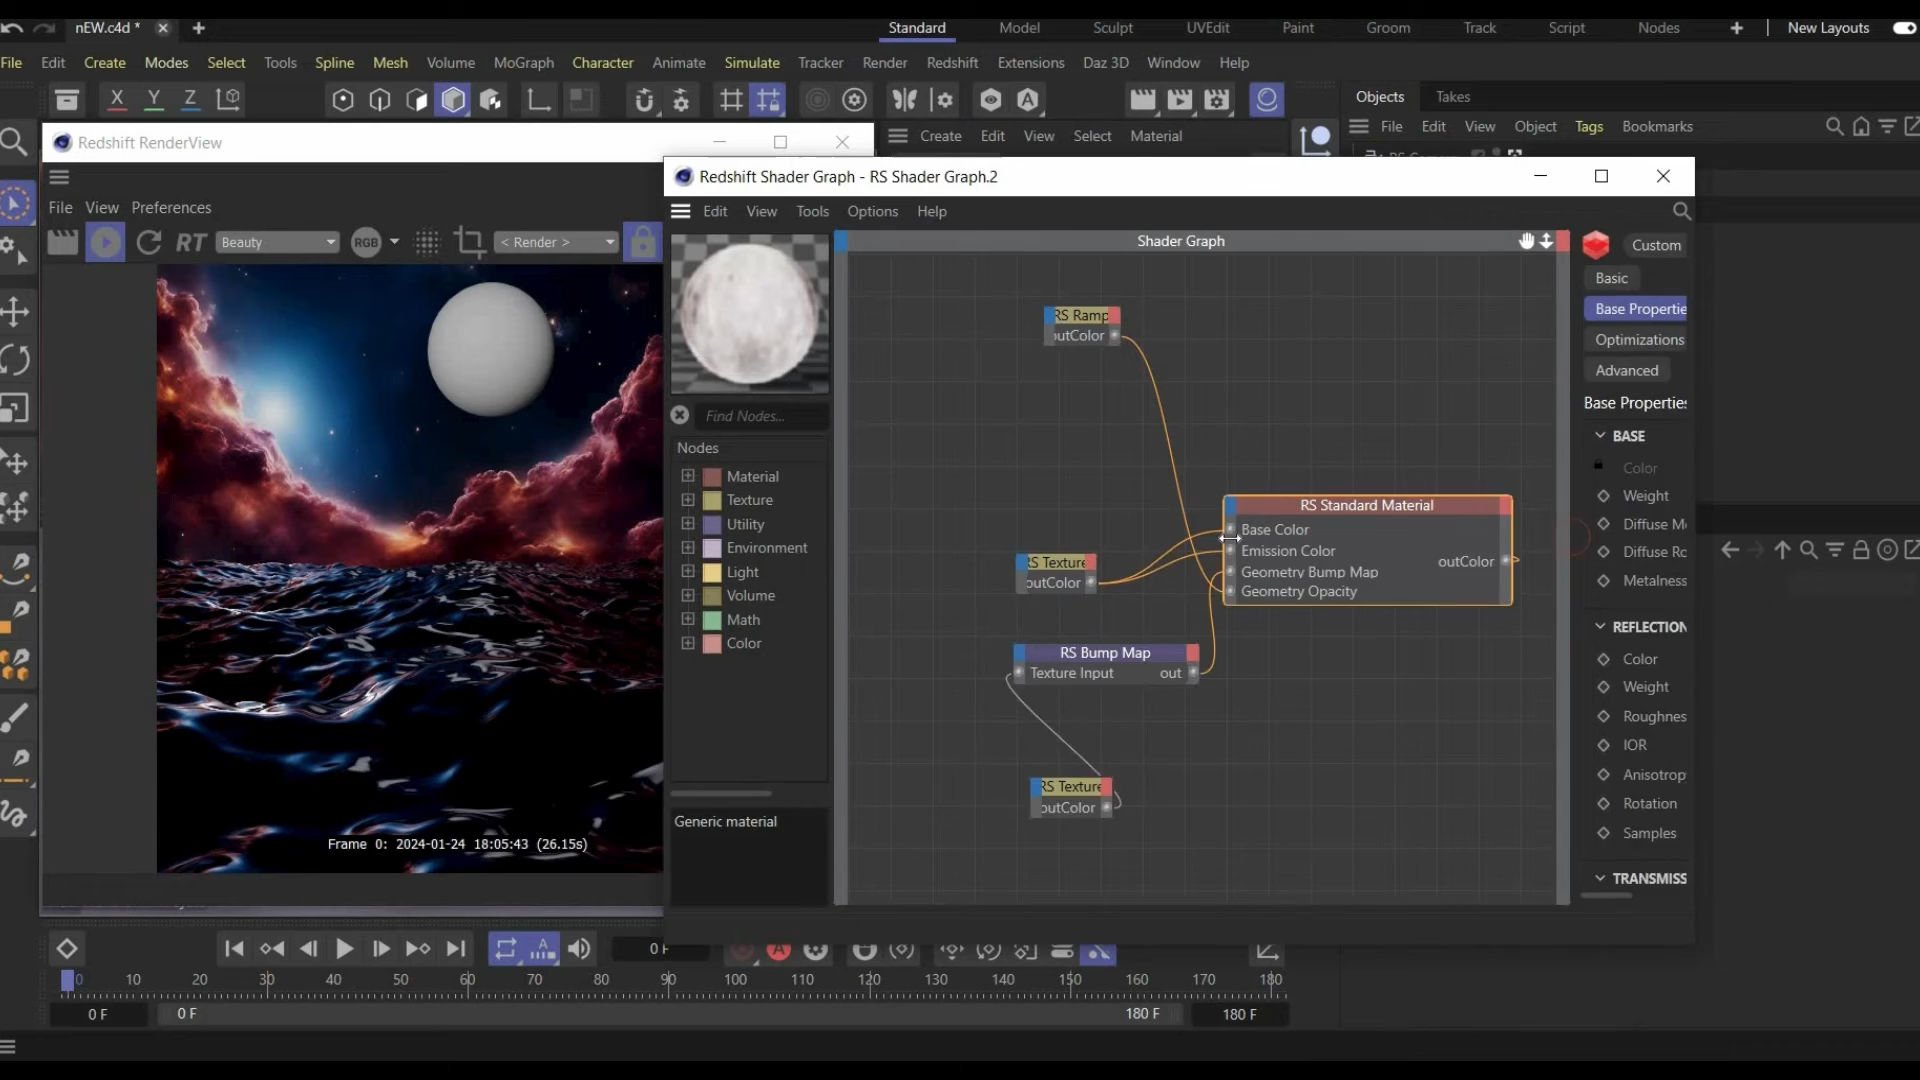 nEW.c4d *
Standard Model Sculpt UVEdit Paint Groom Track Script Nodes New Layouts
File Edit Create Modes Select Tools Spline Mesh Volume MoGraph Character Animate Simulate Tracker Render Redshift Extensions Daz 3D Window Help
X Y Z
Objects Takes
File Edit View Object Tags Bookmarks
Create Edit View Select Material
Redshift RenderView
File View Preferences
RT Beauty RGB < Render >
Frame 0: 2024-01-24 18:05:43 (26.15s)
Redshift Shader Graph - RS Shader Graph.2
Edit View Tools Options Help
Find Nodes...
Nodes
Material
Texture
Utility
Environment
Light
Volume
Math
Color
Generic material
Shader Graph
RS Ramp
outColor
RS Texture
outColor
RS Bump Map
Texture Input out
RS Texture
outColor
RS Standard Material
Base Color
Emission Color
Geometry Bump Map
Geometry Opacity
outColor
Custom
Basic
Base Propertie
Optimizations
Advanced
Base Properties
BASE
Color
Weight
Diffuse M
Diffuse Ro
Metalness
REFLECTION
Color
Weight
Roughnes
IOR
Anisotrop
Rotation
Samples
TRANSMISS
A
0 F
0 10 20 30 40 50 60 70 80 90 100 110 120 130 140 150 160 170 180
0 F 0 F 180 F 180 F